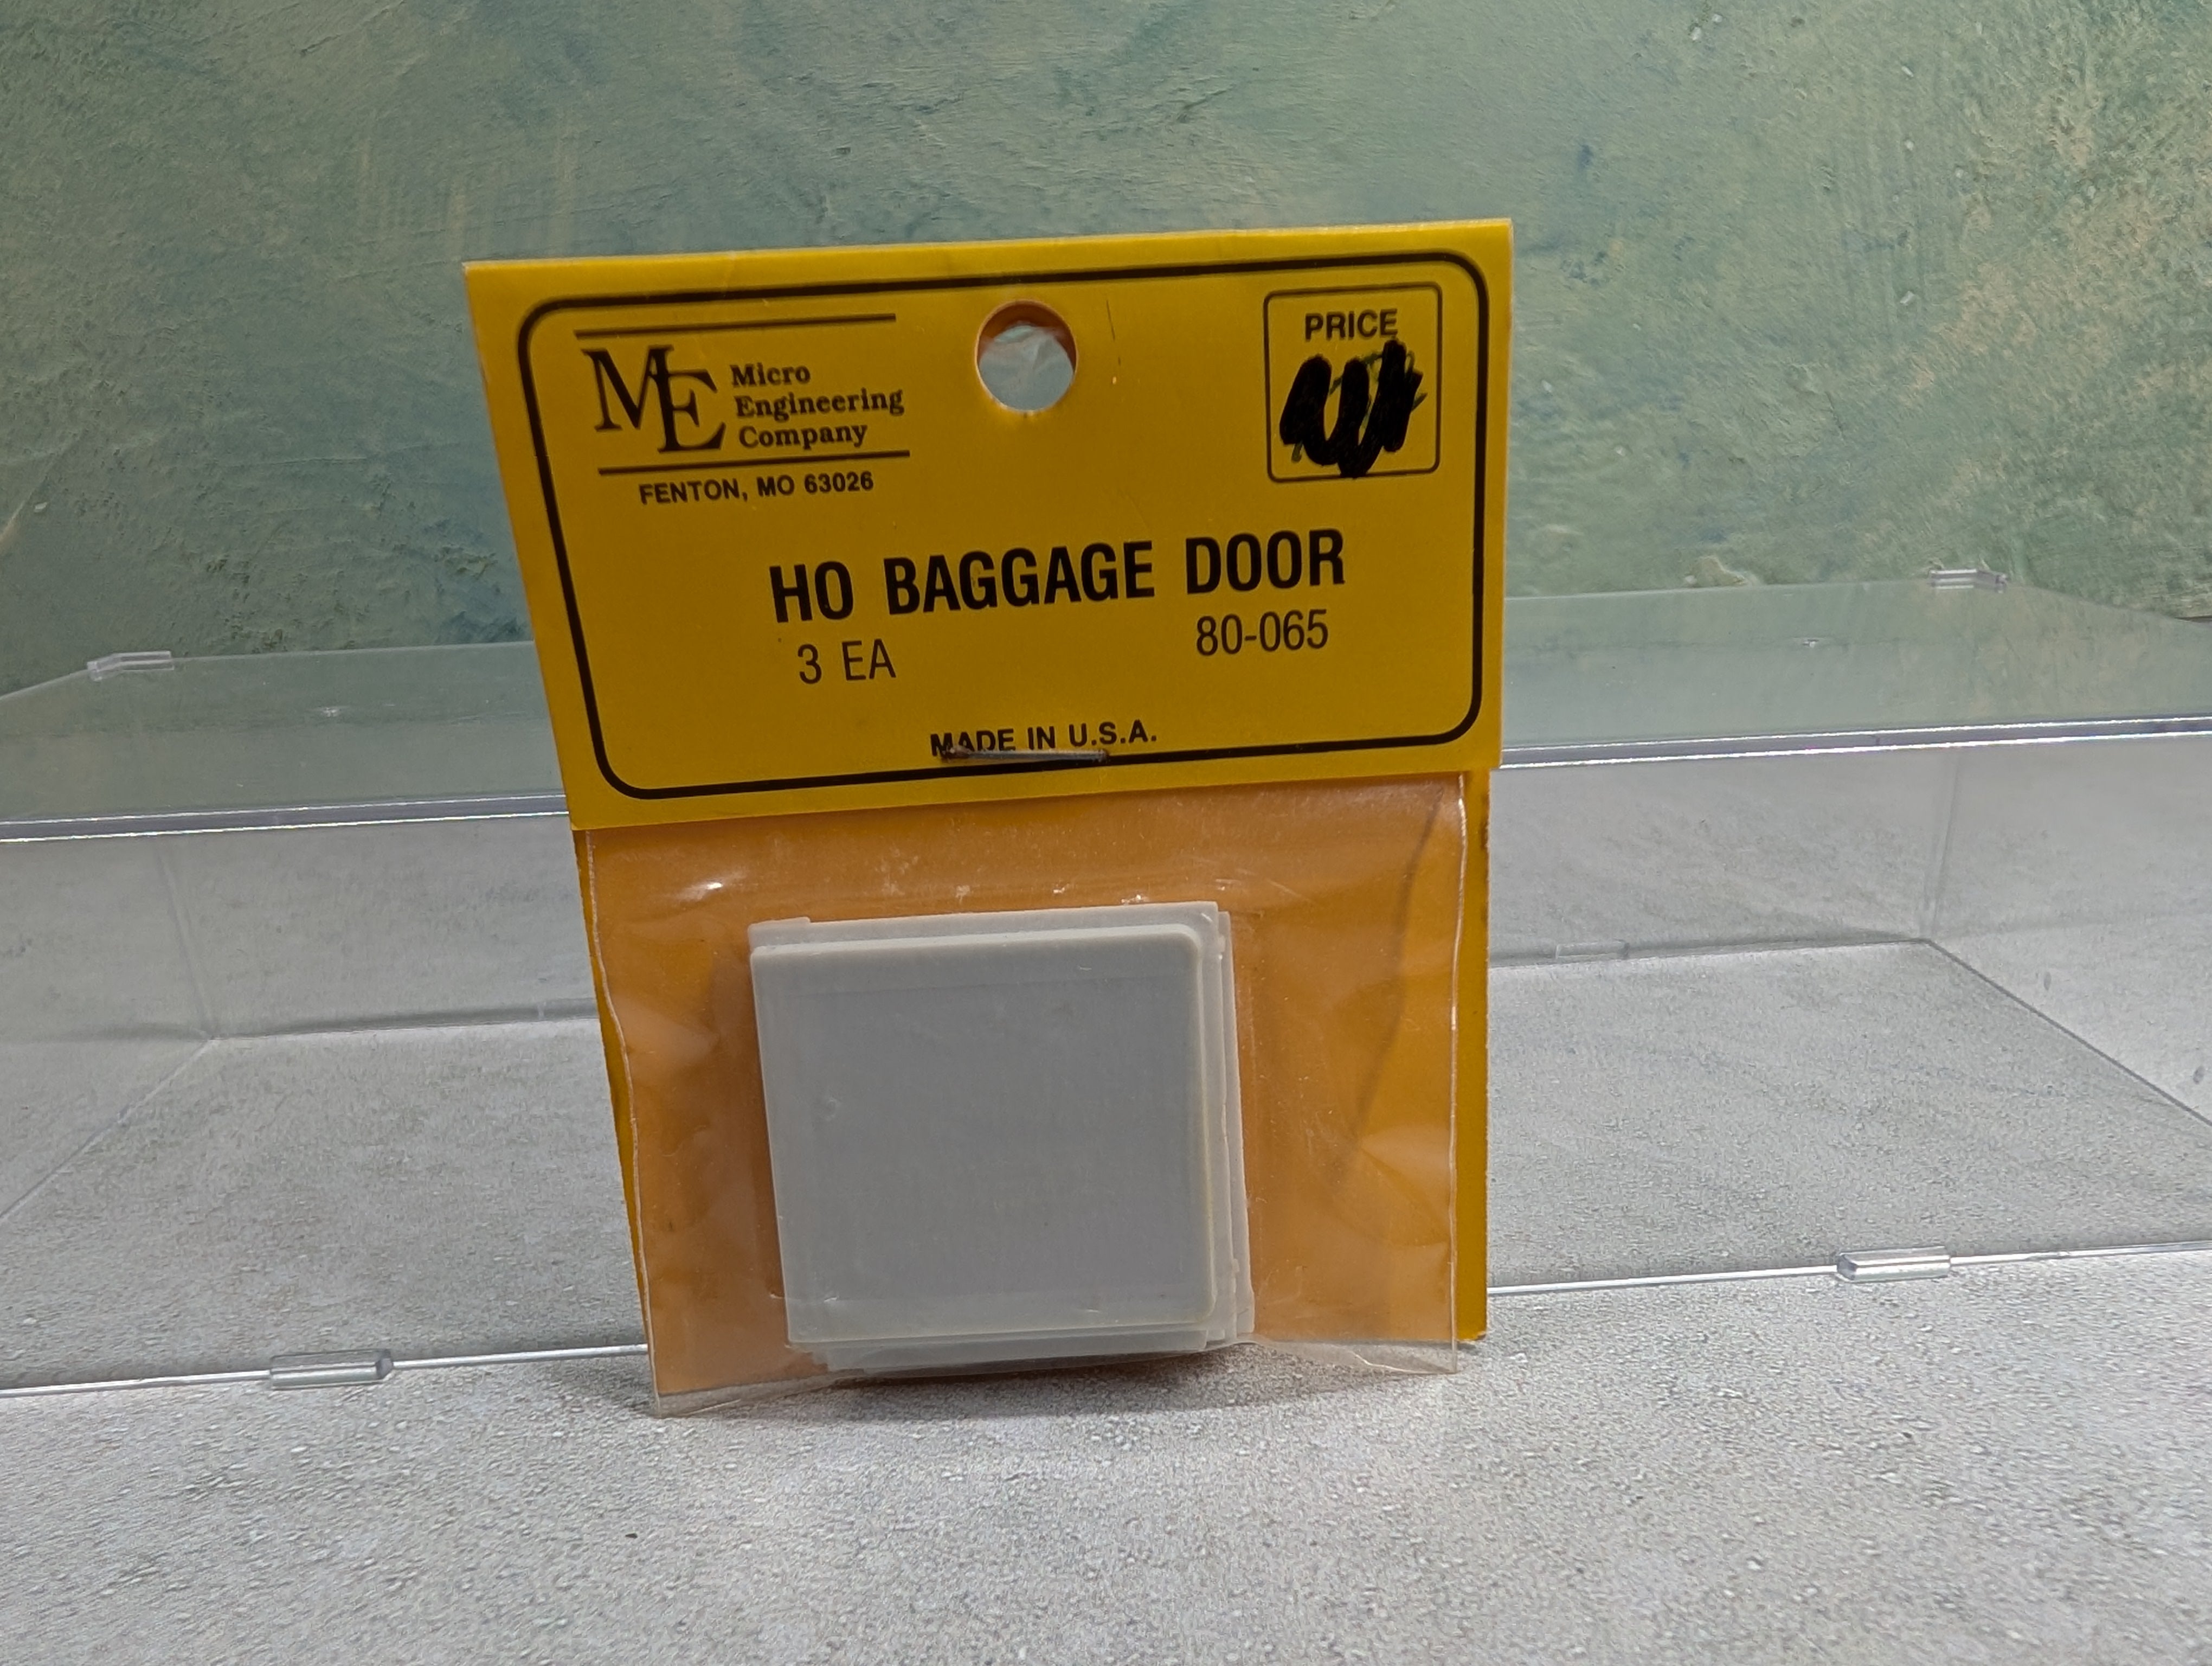 ME Micro
Engineering
Company
FENTON, MO 63026
PRICE
HO BAGGAGE DOOR
3 EA 80-065
MADE IN U.S.A.